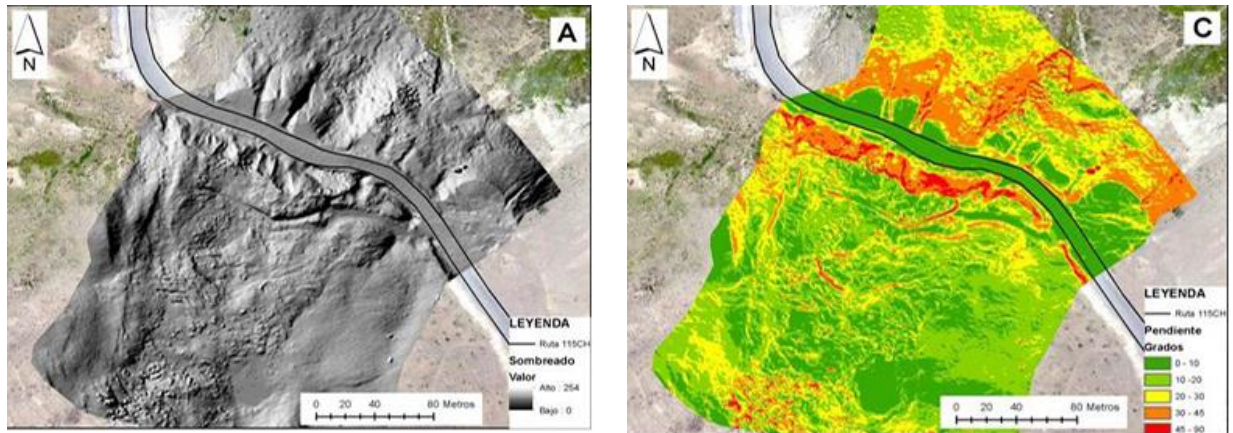 A
N
LEYENDA
Ruta 115CH
Sombreado
Valor
Alto : 254
Bajo : 0
0 20 40 80 Metros
C
N
LEYENDA
Ruta 115CH
Pendiente
Grados
0 - 10
10 -20
20 - 30
30 - 45
45 - 90
0 20 40 80 Metros